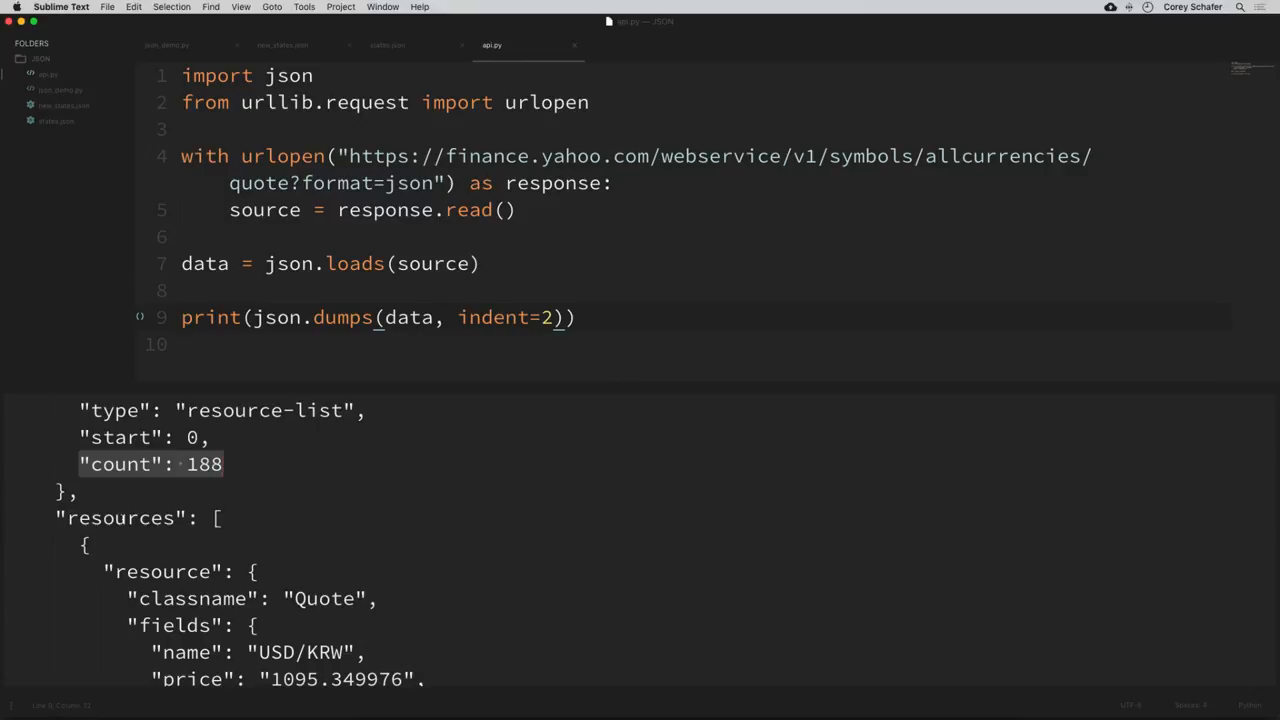 Sublime Text File Edit Selection Find View Goto Tools Project Window Help Corey Schafer
api.py — JSON
FOLDERS
JSON
api.py
json_demo.py
new_states.json
states.json
json_demo.py new_states.json states.json api.py
1 import json
2 from urllib.request import urlopen
3
4 with urlopen("https://finance.yahoo.com/webservice/v1/symbols/allcurrencies/
quote?format=json") as response:
5 source = response.read()
6
7 data = json.loads(source)
8
9 print(json.dumps(data, indent=2))
10
"type": "resource-list",
"start": 0,
"count": 188
},
"resources": [
{
"resource": {
"classname": "Quote",
"fields": {
"name": "USD/KRW",
"price": "1095.349976",
Line 9, Column 32 UTF-8 Spaces: 4 Python